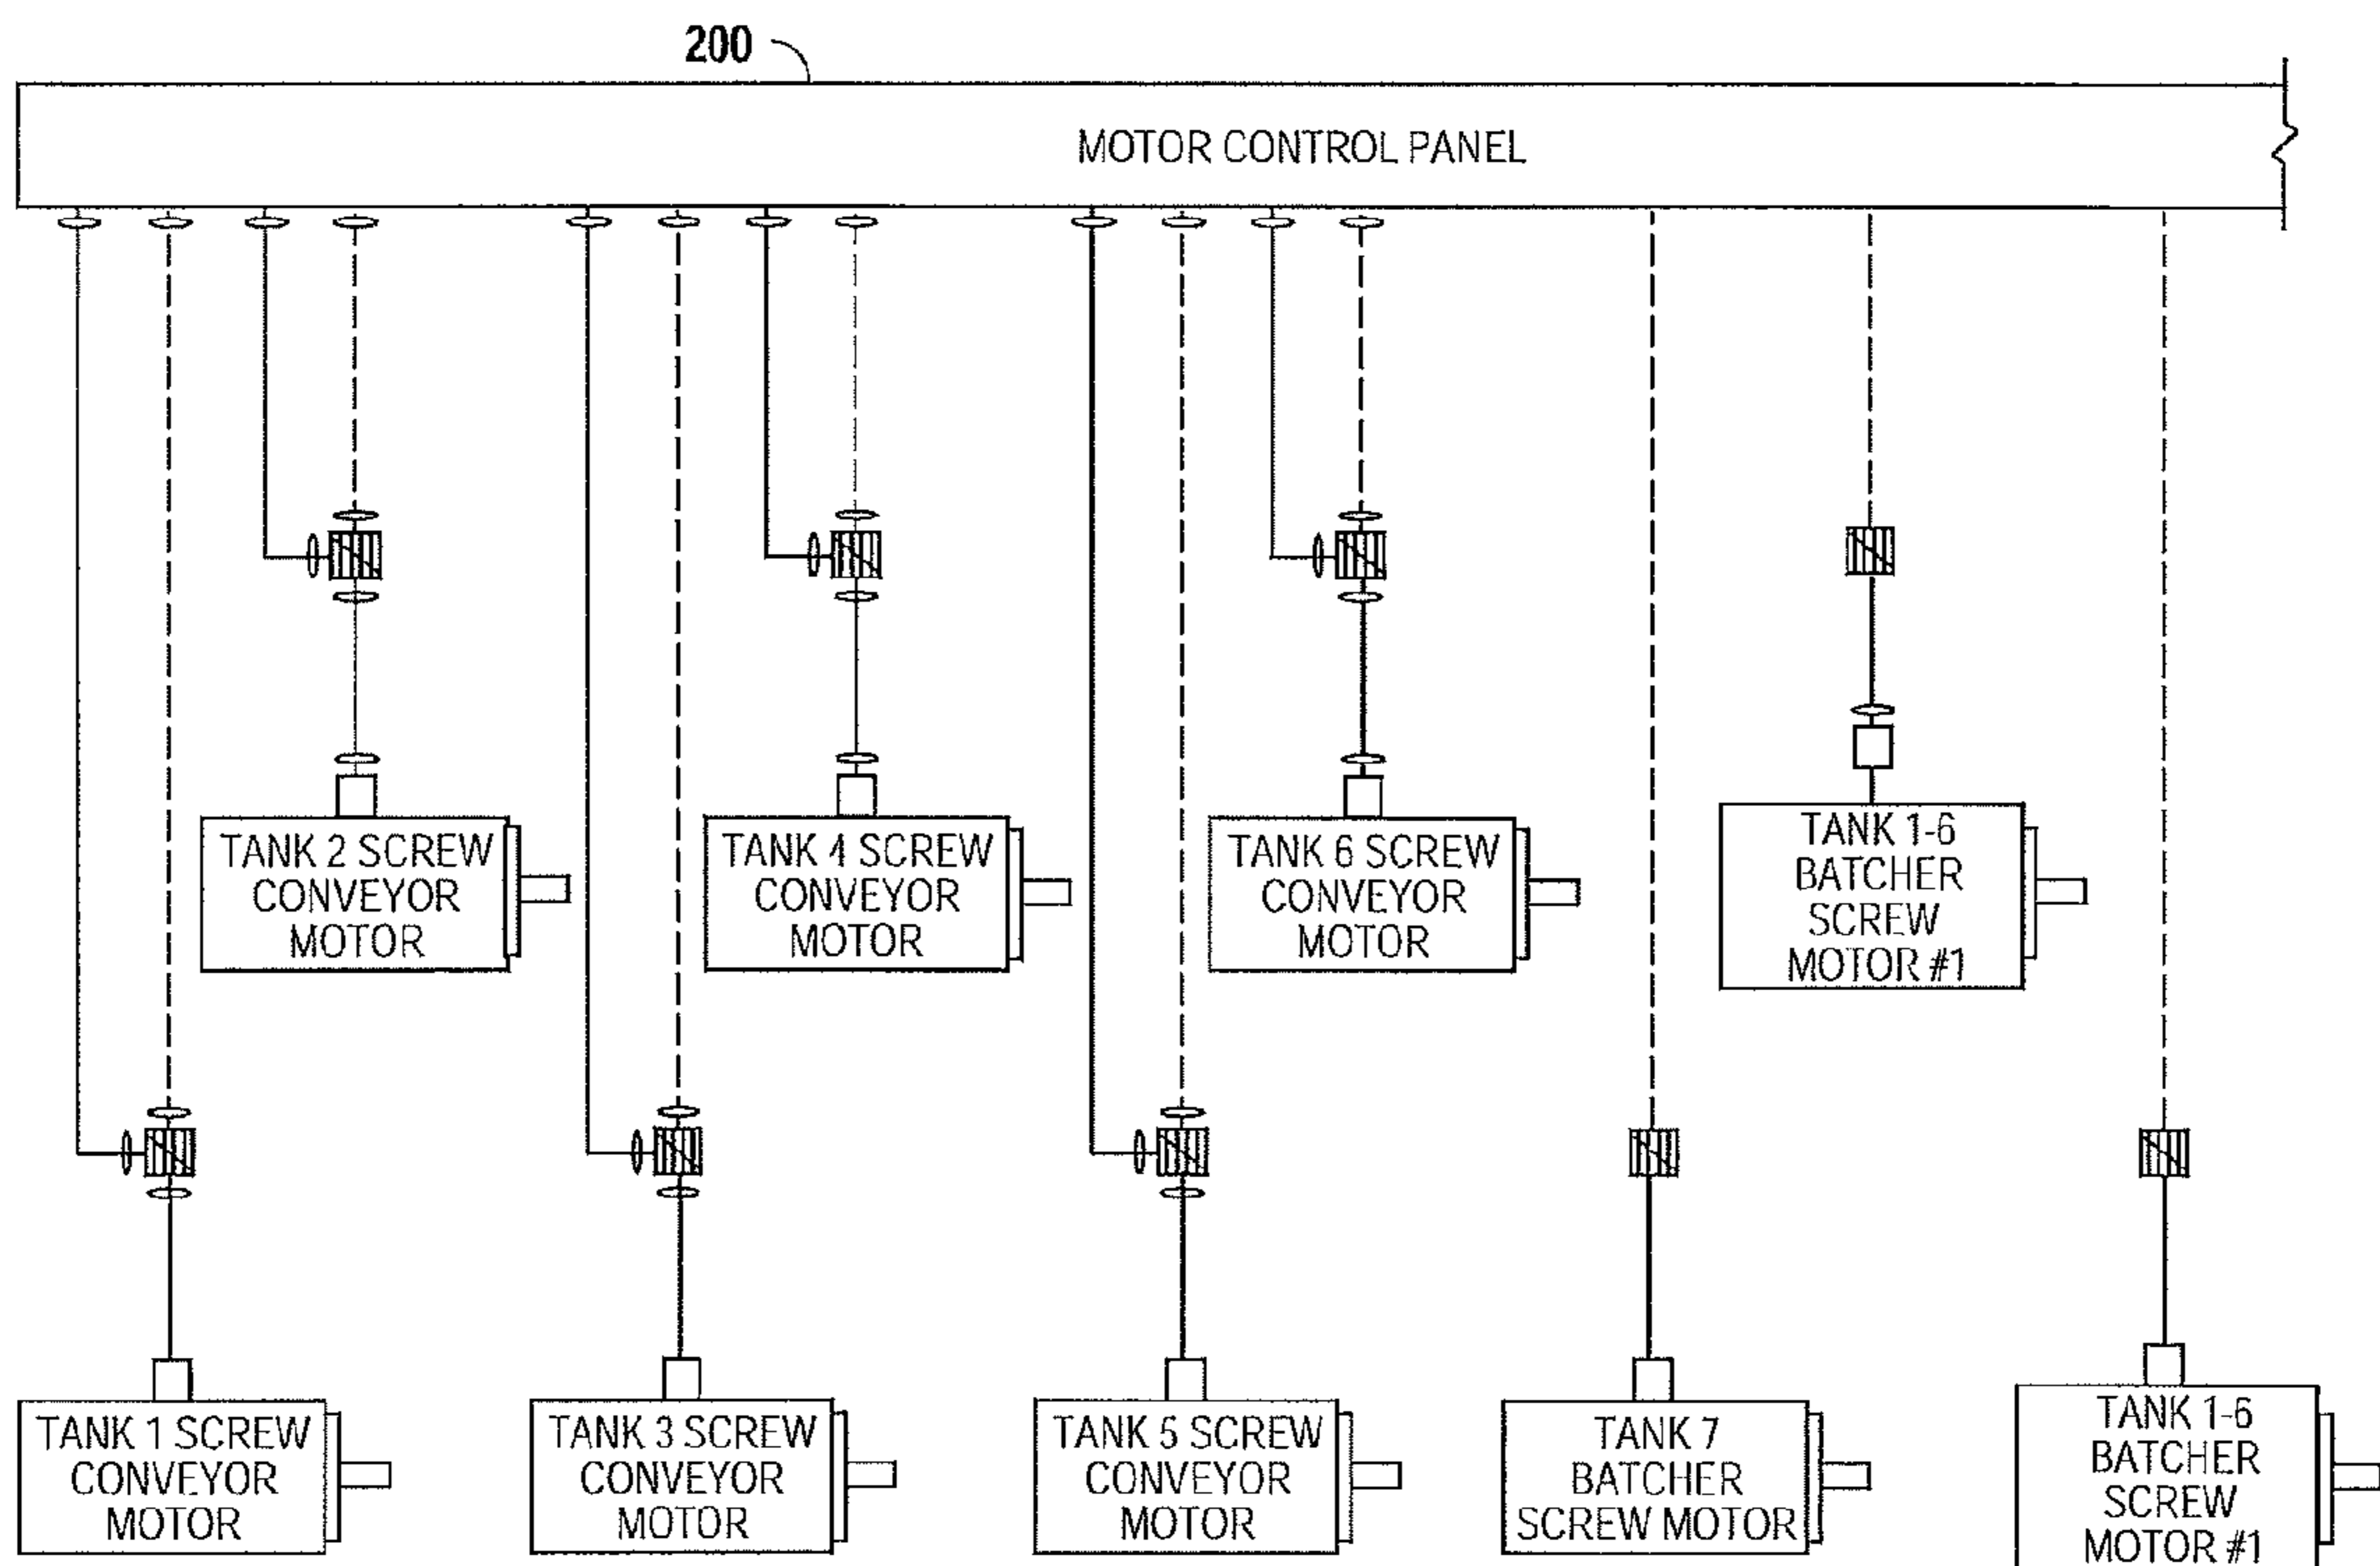 200
MOTOR CONTROL PANEL
TANK 2 SCREW
CONVEYOR
MOTOR
TANK 4 SCREW
CONVEYOR
MOTOR
TANK 6 SCREW
CONVEYOR
MOTOR
TANK 1-6
BATCHER
SCREW
MOTOR #1
TANK 1 SCREW
CONVEYOR
MOTOR
TANK 3 SCREW
CONVEYOR
MOTOR
TANK 5 SCREW
CONVEYOR
MOTOR
TANK 7
BATCHER
SCREW MOTOR
TANK 1-6
BATCHER
SCREW
MOTOR #1